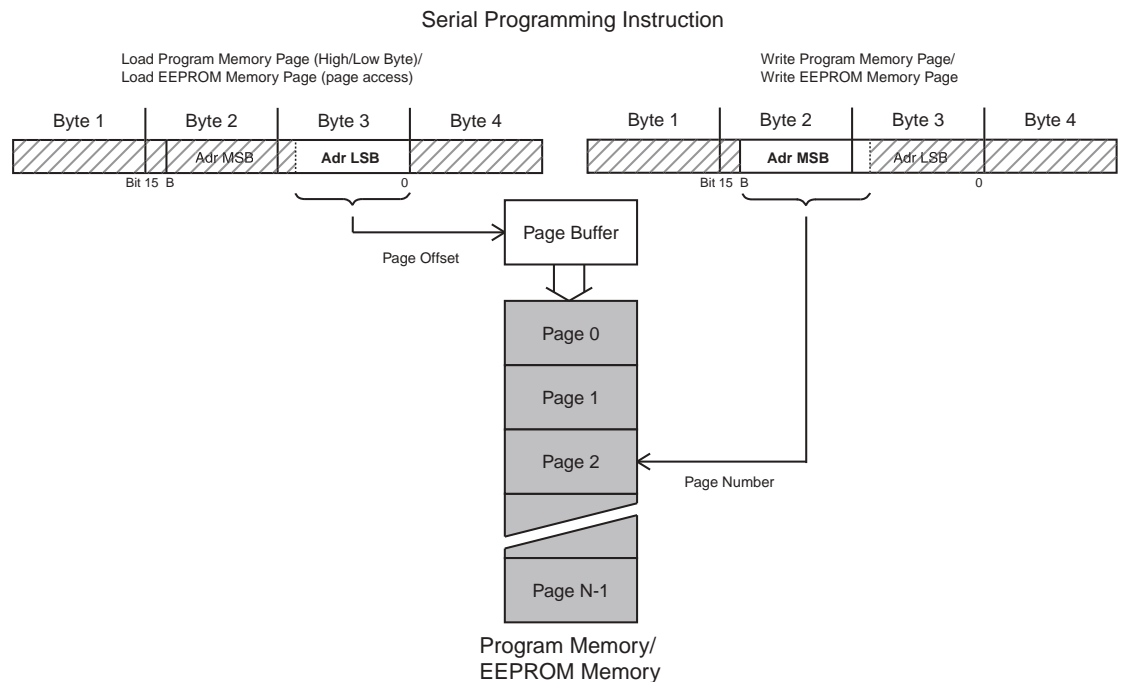 Serial Programming Instruction
Load Program Memory Page (High/Low Byte)/
Load EEPROM Memory Page (page access)
Byte 1
Byte 2
Byte 3
Byte 4
Adr MSB
Adr LSB
Bit 15 B
0
Write Program Memory Page/
Write EEPROM Memory Page
Byte 1
Byte 2
Byte 3
Byte 4
Adr MSB
Adr LSB
Bit 15 B
0
Page Offset
Page Buffer
Page 0
Page 1
Page 2
Page Number
Page N-1
Program Memory/
EEPROM Memory